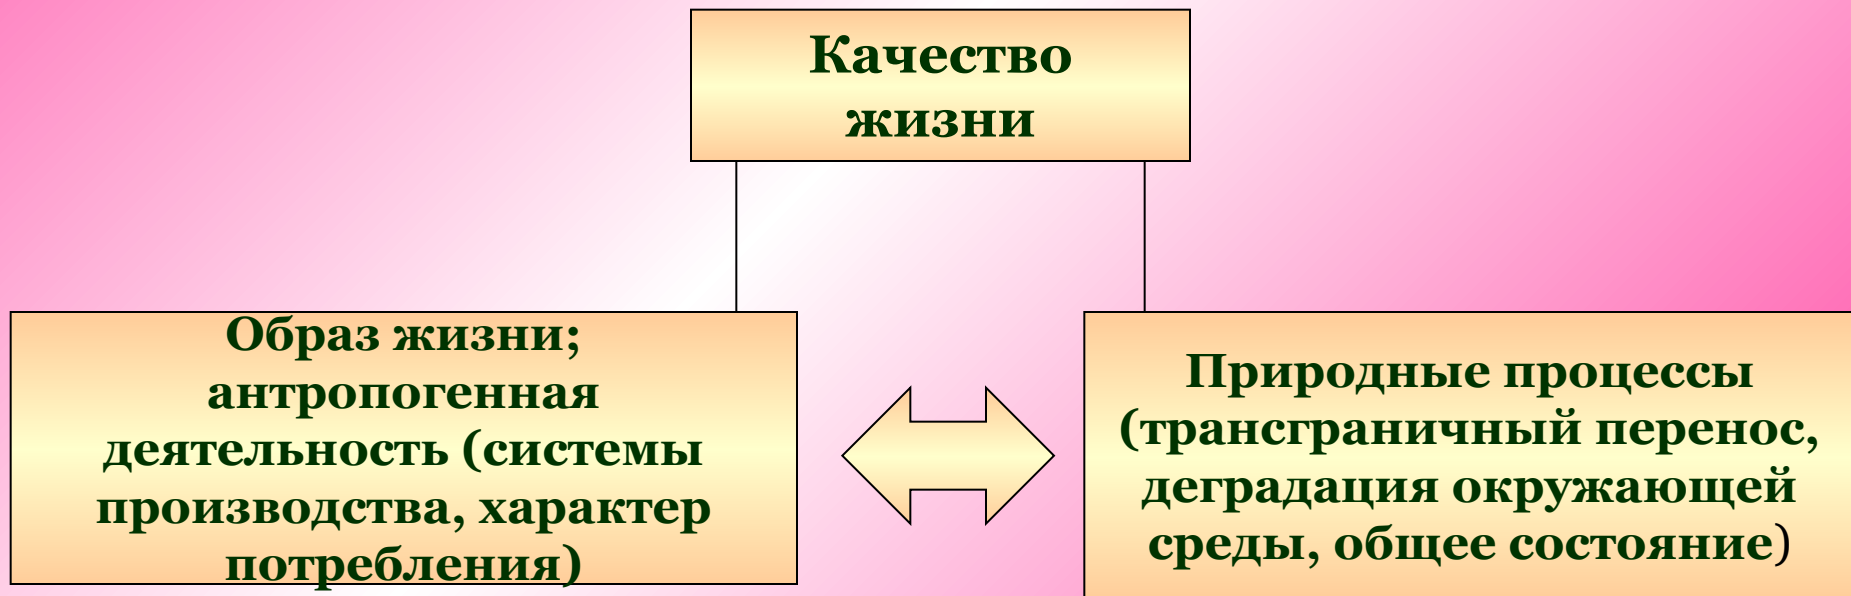 Качество
жизни
Образ жизни;
антропогенная
деятельность (системы
производства, характер
потребления)
Природные процессы
(трансграничный перенос,
деградация окружающей
среды, общее состояние)